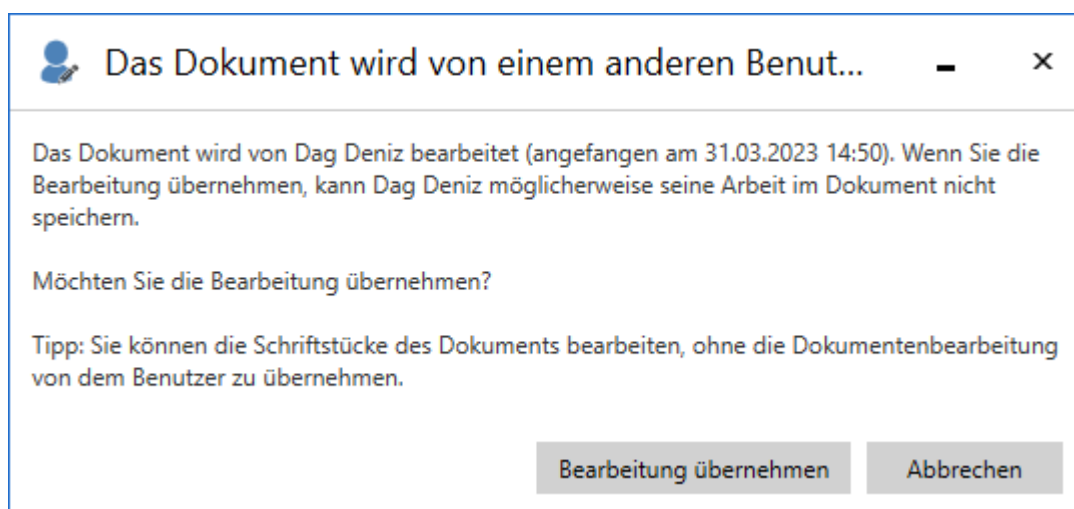 Das Dokument wird von einem anderen Benut...
Das Dokument wird von Dag Deniz bearbeitet (angefangen am 31.03.2023 14:50). Wenn Sie die
Bearbeitung übernehmen, kann Dag Deniz möglicherweise seine Arbeit im Dokument nicht
speichern.
Möchten Sie die Bearbeitung übernehmen?
Tipp: Sie können die Schriftstücke des Dokuments bearbeiten, ohne die Dokumentenbearbeitung
von dem Benutzer zu übernehmen.
Bearbeitung übernehmen Abbrechen